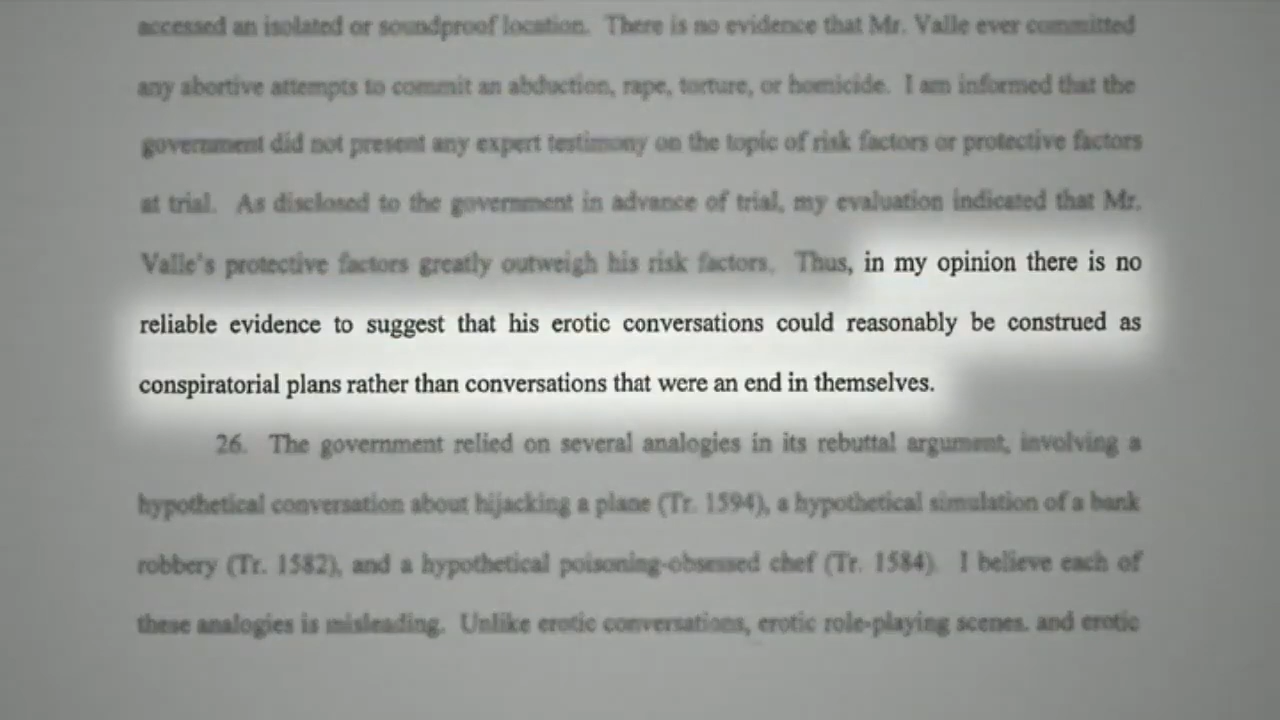 accessed an isolated or soundproof location. There is no evidence that Mr. Valle ever committed
any abortive attempts to commit an abduction, rape, torture, or homicide. I am informed that the
government did not present any expert testimony on the topic of risk factors or protective factors
at trial. As disclosed to the government in advance of trial, my evaluation indicated that Mr.
Valle's protective factors greatly outweigh his risk factors. Thus, in my opinion there is no
reliable evidence to suggest that his erotic conversations could reasonably be construed as
conspiratorial plans rather than conversations that were an end in themselves.
26. The government relied on several analogies in its rebuttal argument, involving a
hypothetical conversation about hijacking a plane (Tr. 1594), a hypothetical simulation of a bank
robbery (Tr. 1582), and a hypothetical poisoning-obsessed chef (Tr. 1584). I believe each of
these analogies is misleading. Unlike erotic conversations, erotic role-playing scenes, and erotic